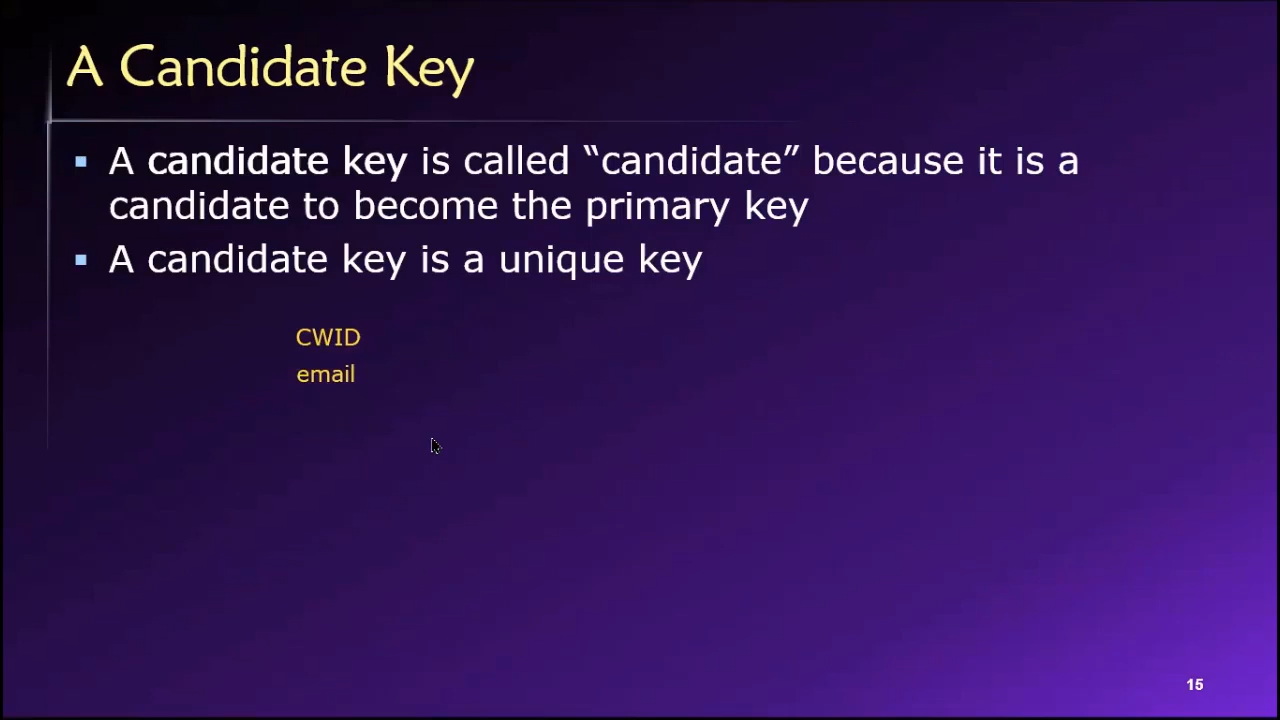 A Candidate Key
▪ A candidate key is called “candidate” because it is a
candidate to become the primary key
▪ A candidate key is a unique key
CWID
email
15